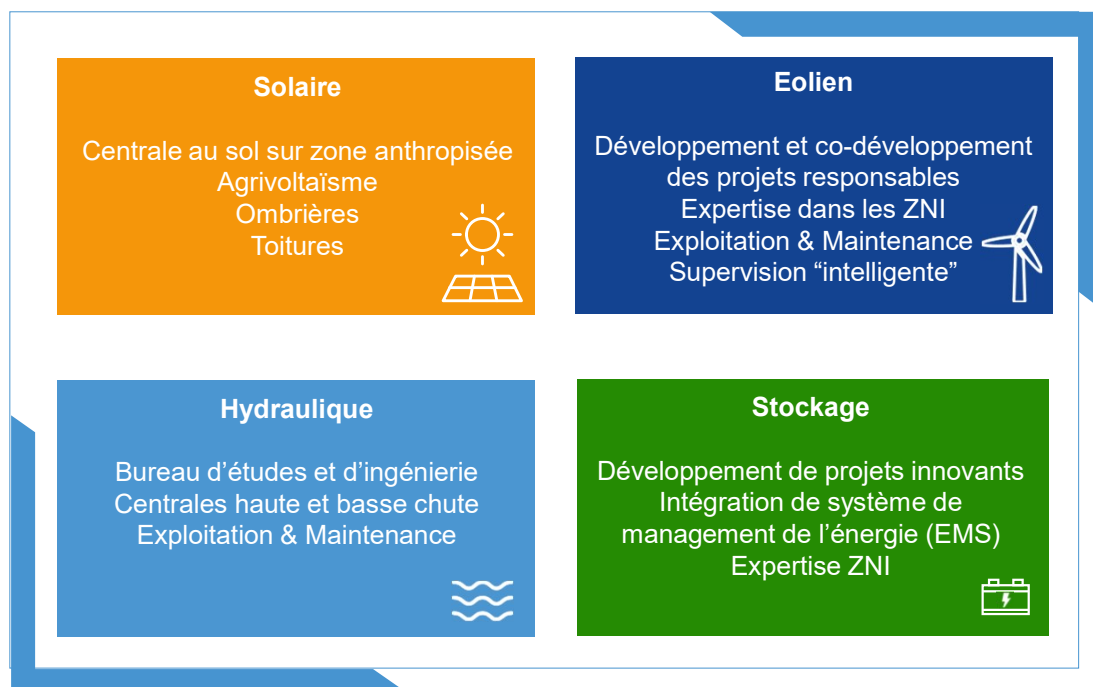 Solaire
Centrale au sol sur zone anthropisée
Agrivoltaïsme
Ombrières
Toitures
Eolien
Développement et co-développement
des projets responsables
Expertise dans les ZNI
Exploitation & Maintenance
Supervision “intelligente”
Hydraulique
Bureau d’études et d’ingénierie
Centrales haute et basse chute
Exploitation & Maintenance
Stockage
Développement de projets innovants
Intégration de système de
management de l’énergie (EMS)
Expertise ZNI